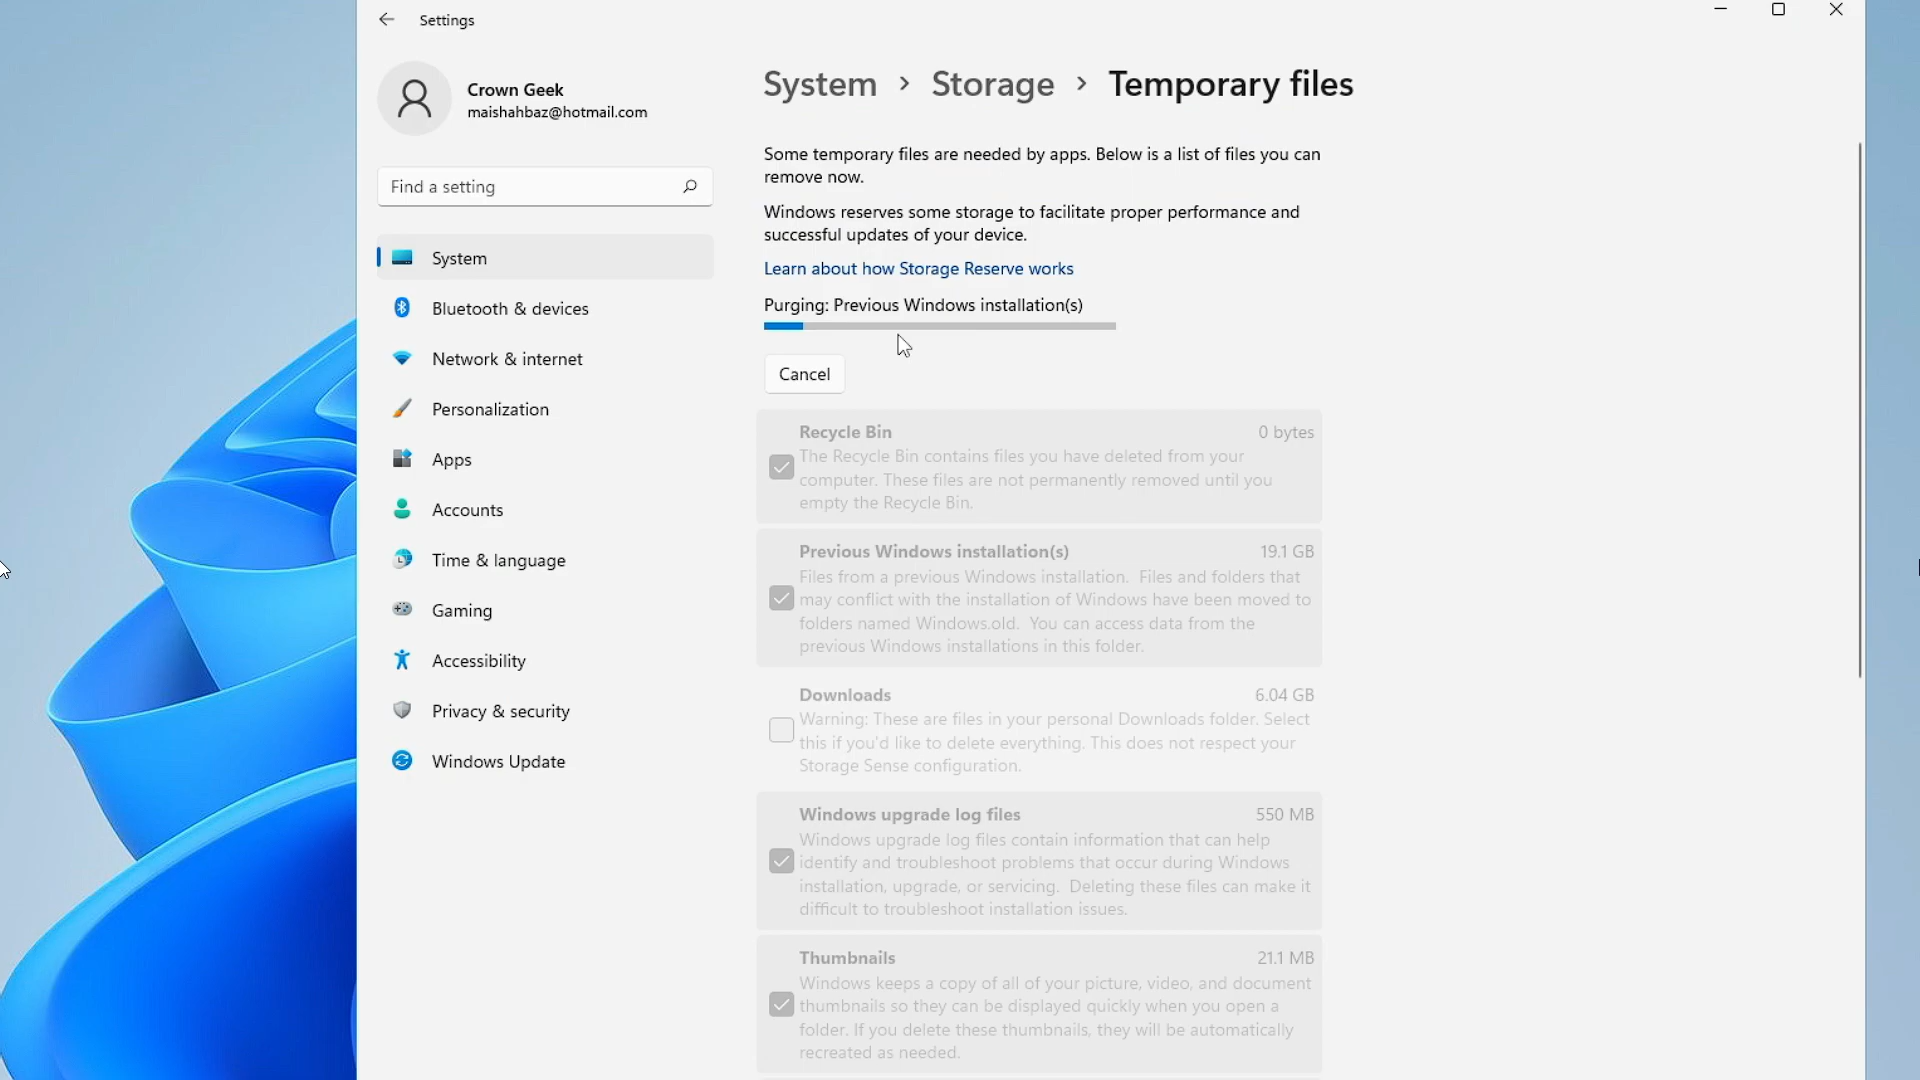 Settings
Crown Geek
maishahbaz@hotmail.com
Find a setting
System
Bluetooth & devices
Network & internet
Personalization
Apps
Accounts
Time & language
Gaming
Accessibility
Privacy & security
Windows Update
System > Storage > Temporary files
Some temporary files are needed by apps. Below is a list of files you can
remove now.
Windows reserves some storage to facilitate proper performance and
successful updates of your device.
Learn about how Storage Reserve works
Purging: Previous Windows installation(s)
Cancel
Recycle Bin 0 bytes
The Recycle Bin contains files you have deleted from your
computer. These files are not permanently removed until you
empty the Recycle Bin.
Previous Windows installation(s) 19.1 GB
Files from a previous Windows installation.  Files and folders that
may conflict with the installation of Windows have been moved to
folders named Windows.old.  You can access data from the
previous Windows installations in this folder.
Downloads 6.04 GB
Warning: These are files in your personal Downloads folder. Select
this if you'd like to delete everything. This does not respect your
Storage Sense configuration.
Windows upgrade log files 550 MB
Windows upgrade log files contain information that can help
identify and troubleshoot problems that occur during Windows
installation, upgrade, or servicing.  Deleting these files can make it
difficult to troubleshoot installation issues.
Thumbnails 21.1 MB
Windows keeps a copy of all of your picture, video, and document
thumbnails so they can be displayed quickly when you open a
folder. If you delete these thumbnails, they will be automatically
recreated as needed.